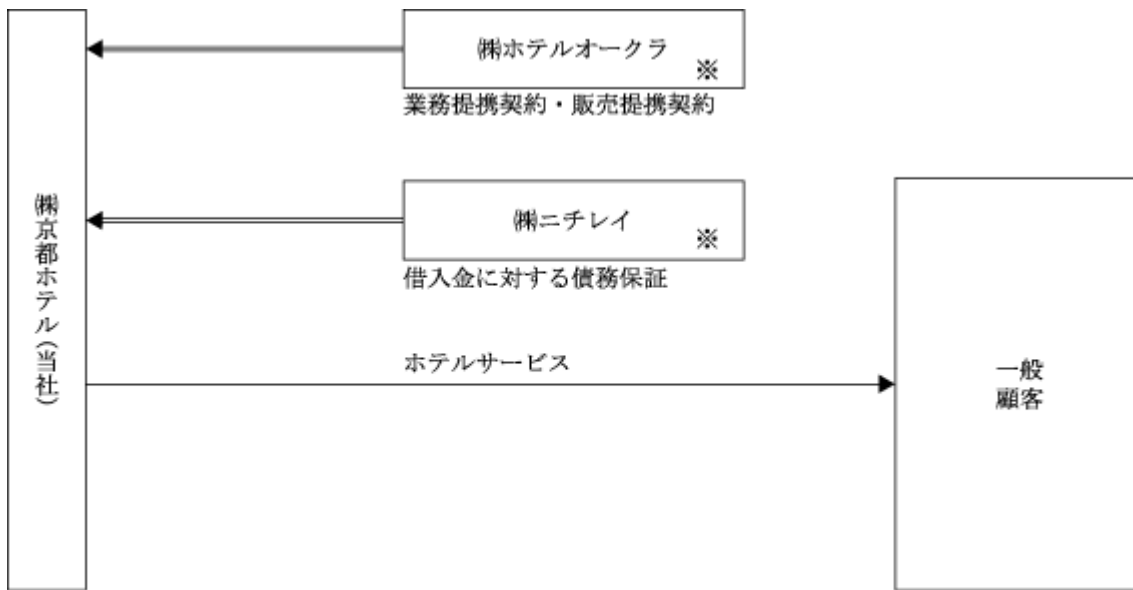 ㈱ホテルオークラ
※
業務提携契約・販売提携契約
㈱京都ホテル(当社)
㈱ニチレイ
※
借入金に対する債務保証
ホテルサービス
一般
顧客